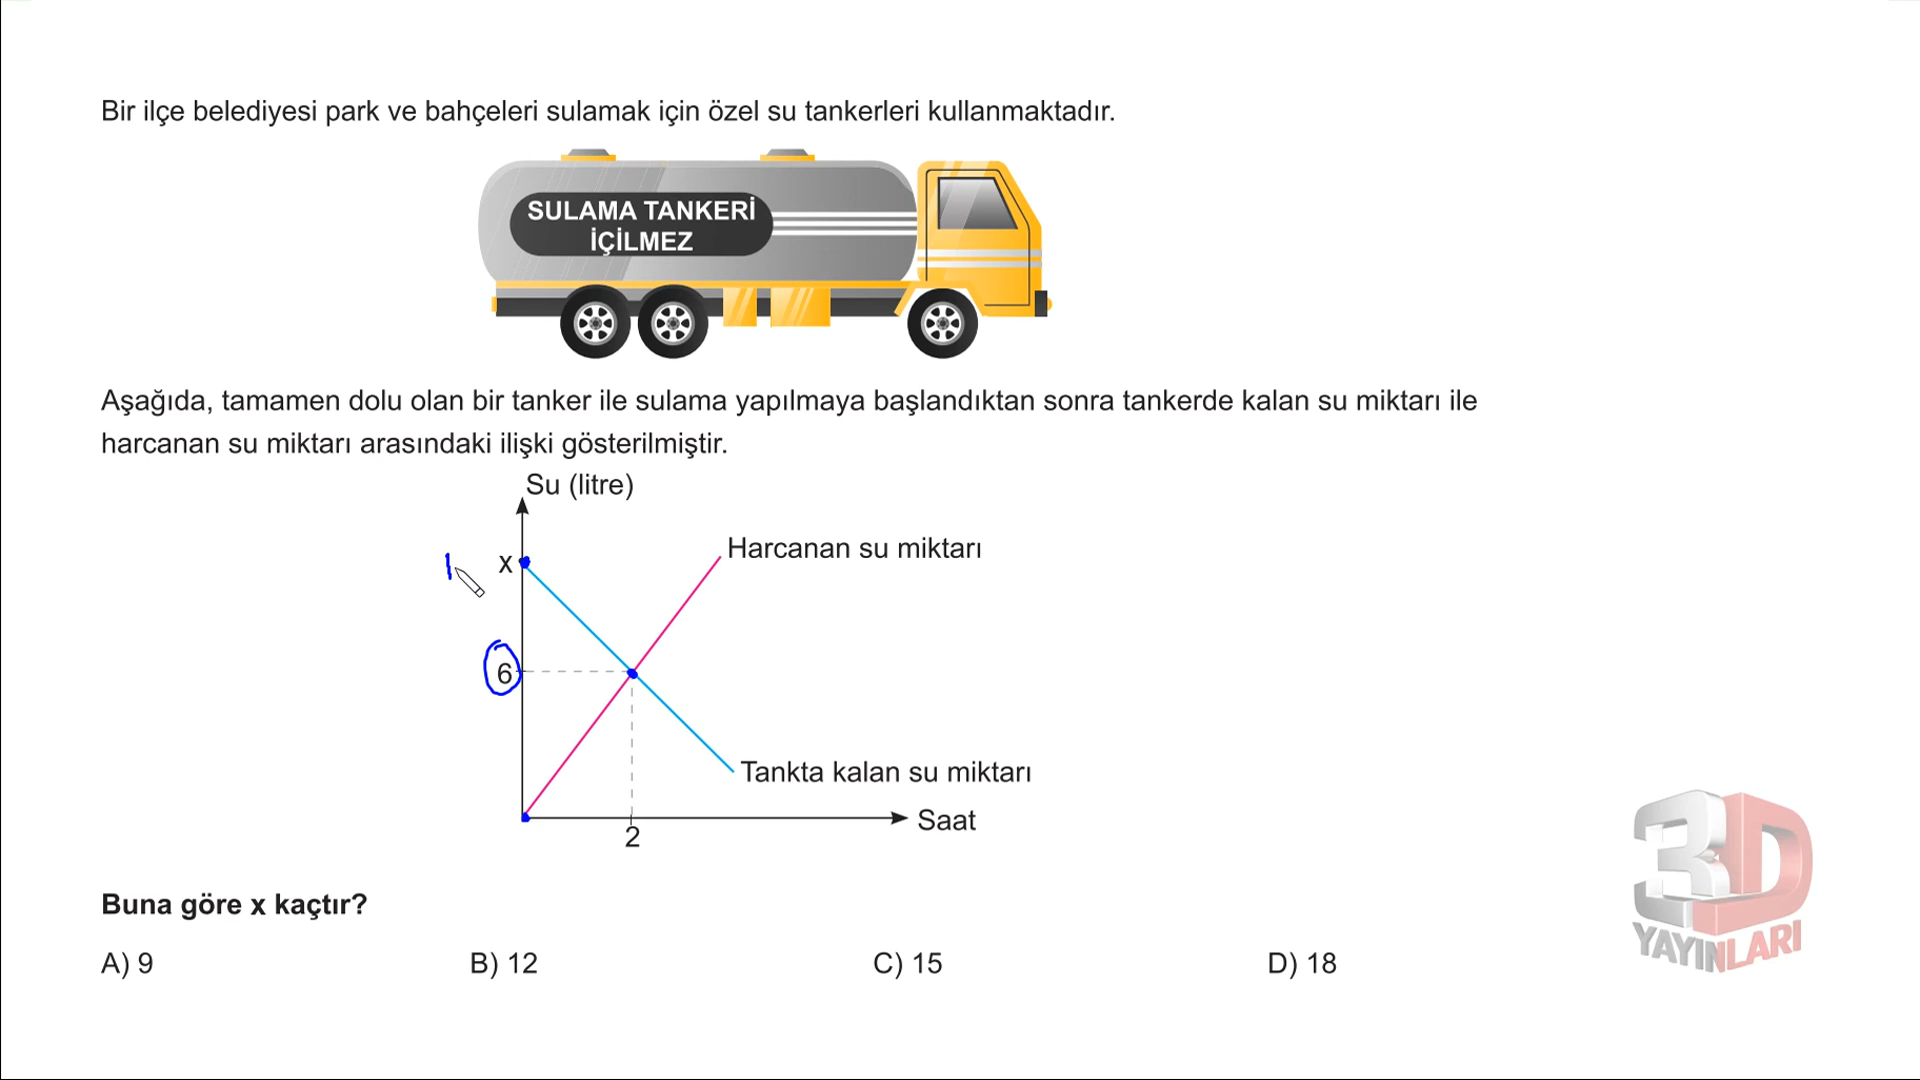 Bir ilçe belediyesi park ve bahçeleri sulamak için özel su tankerleri kullanmaktadır.
SULAMA TANKERİ
İÇİLMEZ
Aşağıda, tamamen dolu olan bir tanker ile sulama yapılmaya başlandıktan sonra tankerde kalan su miktarı ile
harcanan su miktarı arasındaki ilişki gösterilmiştir.
Su (litre)
Harcanan su miktarı
1 x
6
Tankta kalan su miktarı
Saat
2
Buna göre x kaçtır?
A) 9 B) 12 C) 15 D) 18
3D
YAYINLARI